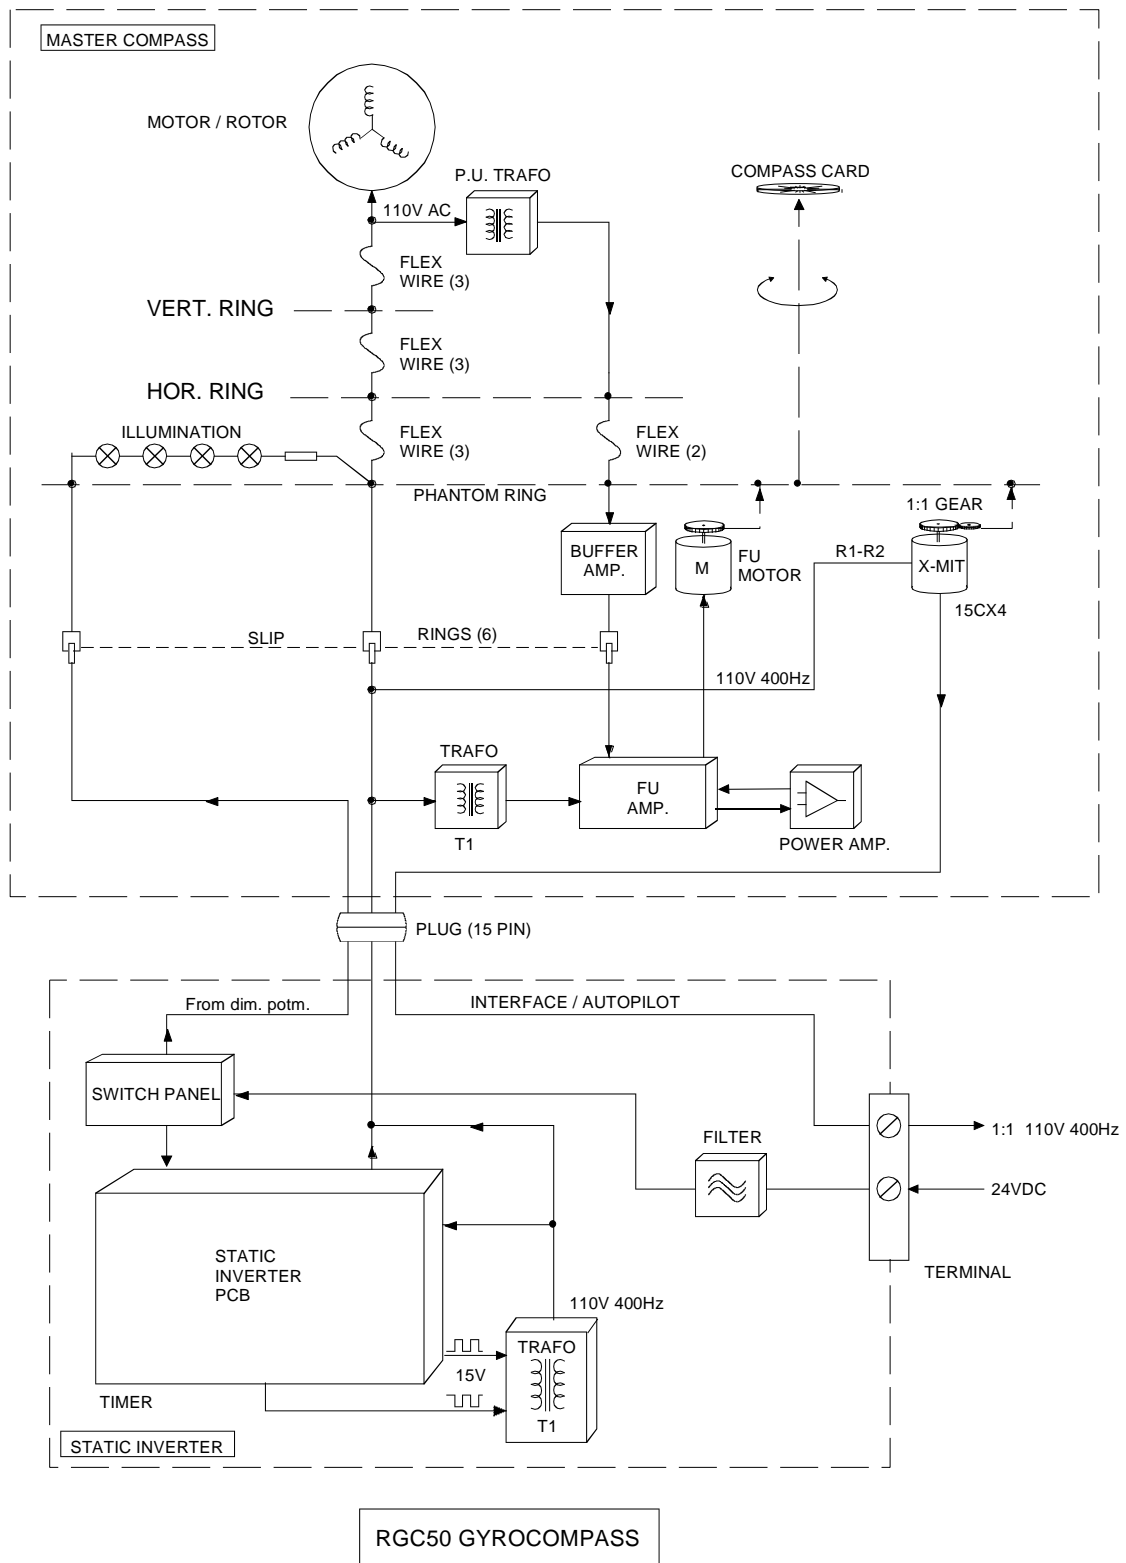 MASTER COMPASS
MOTOR / ROTOR
P.U. TRAFO
COMPASS CARD
110V AC
FLEX
WIRE (3)
VERT. RING
FLEX
WIRE (3)
HOR. RING
ILLUMINATION
FLEX
WIRE (3)
FLEX
WIRE (2)
PHANTOM RING
1:1 GEAR
BUFFER
AMP.
M
FU
MOTOR
R1-R2
X-MIT
15CX4
SLIP
RINGS (6)
110V 400Hz
TRAFO
T1
FU
AMP.
POWER AMP.
PLUG (15 PIN)
From dim. potm.
INTERFACE / AUTOPILOT
SWITCH PANEL
FILTER
1:1 110V 400Hz
24VDC
TERMINAL
STATIC
INVERTER
PCB
110V 400Hz
15V
TRAFO
T1
TIMER
STATIC INVERTER
RGC50 GYROCOMPASS